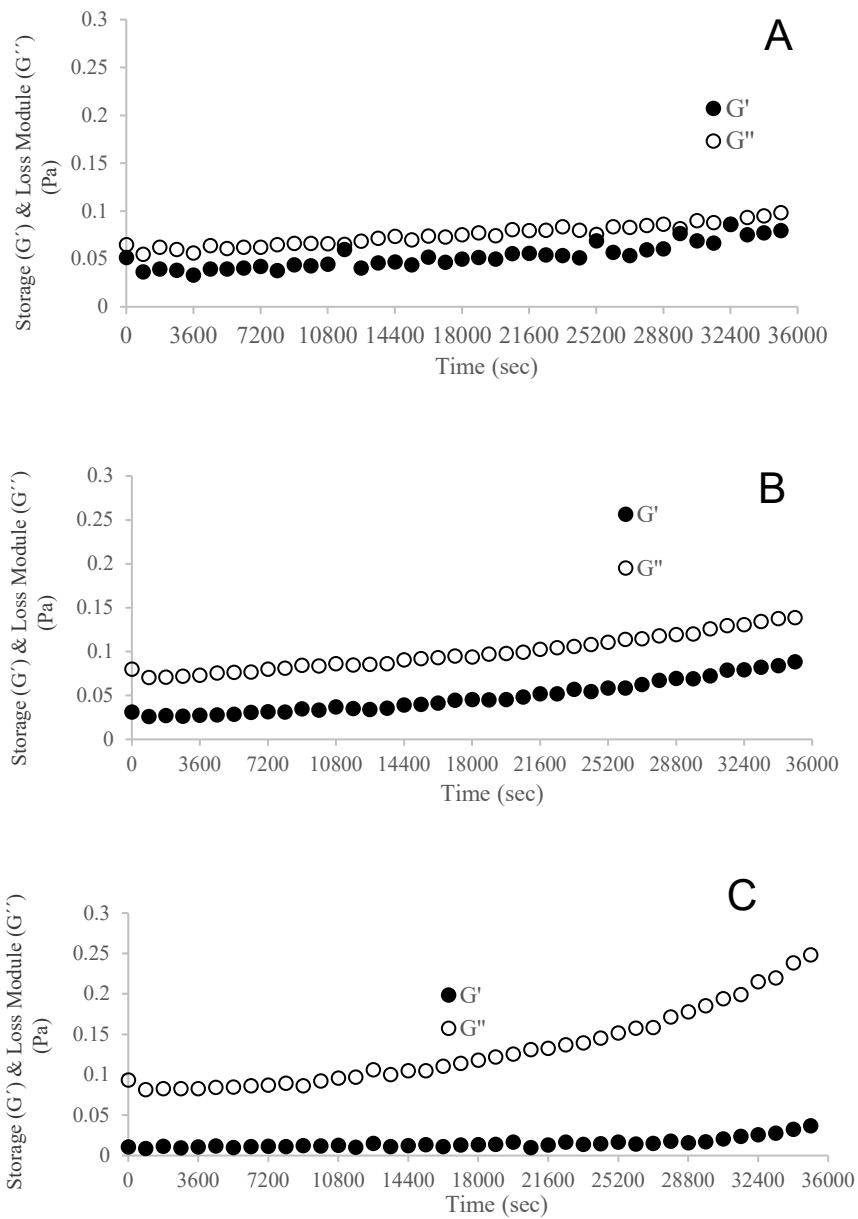 A
0.3
0.25
0.2
0.15
0.1
0.05
0
Storage (G´) & Loss Module (G´´)
(Pa)
G'
G"
0 3600 7200 10800 14400 18000 21600 25200 28800 32400 36000
Time (sec)
B
0.3
0.25
0.2
0.15
0.1
0.05
0
Storage (G´) & Loss Module (G´´)
(Pa)
G'
G"
0 3600 7200 10800 14400 18000 21600 25200 28800 32400 36000
Time (sec)
C
0.3
0.25
0.2
0.15
0.1
0.05
0
Storage (G´) & Loss Module (G´´)
(Pa)
G'
G"
0 3600 7200 10800 14400 18000 21600 25200 28800 32400 36000
Time (sec)